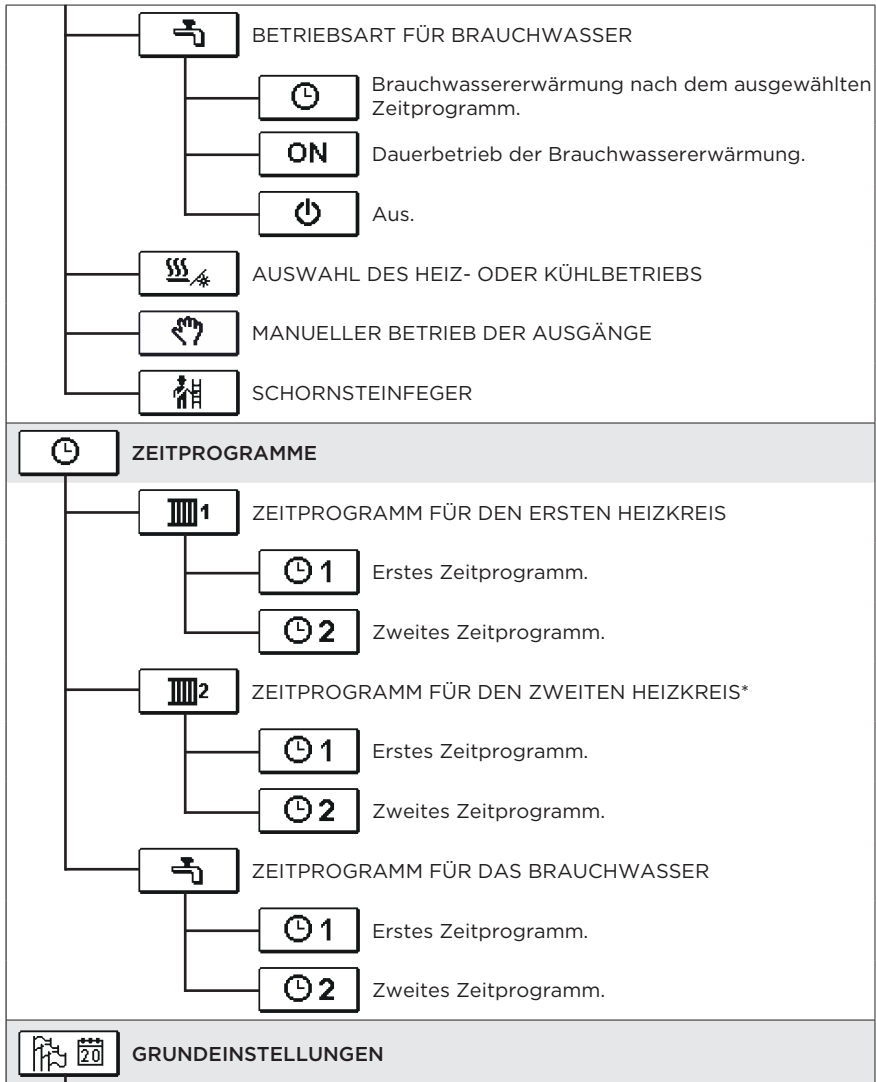 BETRIEBSART FÜR BRAUCHWASSER
Brauchwassererwärmung nach dem ausgewählten
Zeitprogramm.
ON Dauerbetrieb der Brauchwassererwärmung.
Aus.
AUSWAHL DES HEIZ- ODER KÜHLBETRIEBS
MANUELLER BETRIEB DER AUSGÄNGE
SCHORNSTEINFEGER
ZEITPROGRAMME
1 ZEITPROGRAMM FÜR DEN ERSTEN HEIZKREIS
1 Erstes Zeitprogramm.
2 Zweites Zeitprogramm.
2 ZEITPROGRAMM FÜR DEN ZWEITEN HEIZKREIS*
1 Erstes Zeitprogramm.
2 Zweites Zeitprogramm.
ZEITPROGRAMM FÜR DAS BRAUCHWASSER
1 Erstes Zeitprogramm.
2 Zweites Zeitprogramm.
20 GRUNDEINSTELLUNGEN